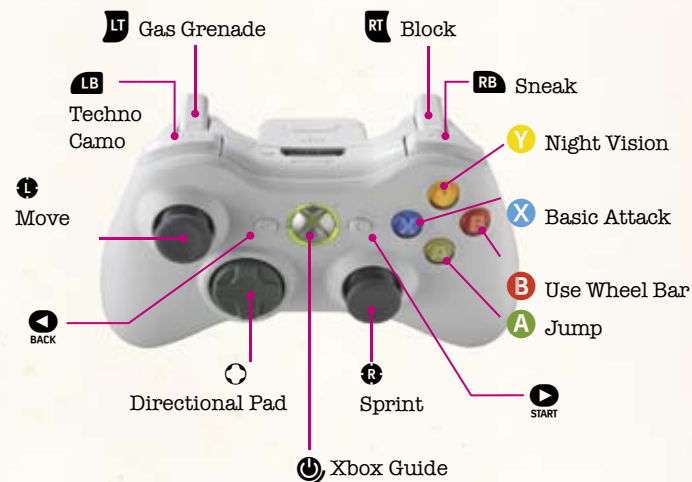 LT Gas Grenade
RT Block
LB
Techno
Camo
RB Sneak
Y Night Vision
L
Move
X Basic Attack
B Use Wheel Bar
A Jump
BACK
Directional Pad
R
Sprint
START
Xbox Guide